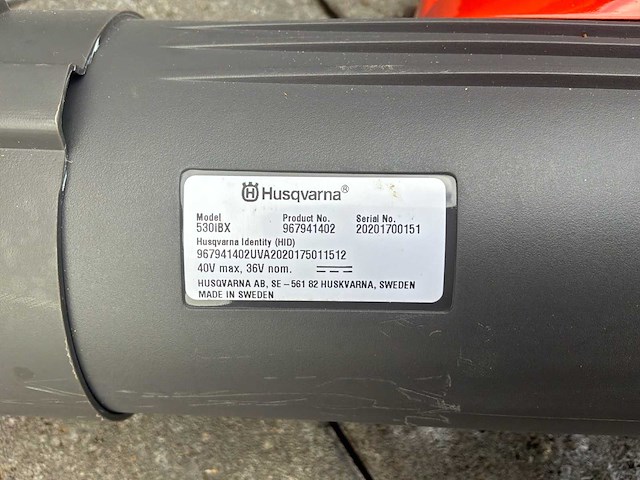 Husqvarna®
Model Product No. Serial No.
530iBX 967941402 20201700151
Husqvarna Identity (HID)
967941402UVA2020175011512
40V max, 36V nom.
HUSQVARNA AB, SE – 561 82 HUSKVARNA, SWEDEN
MADE IN SWEDEN